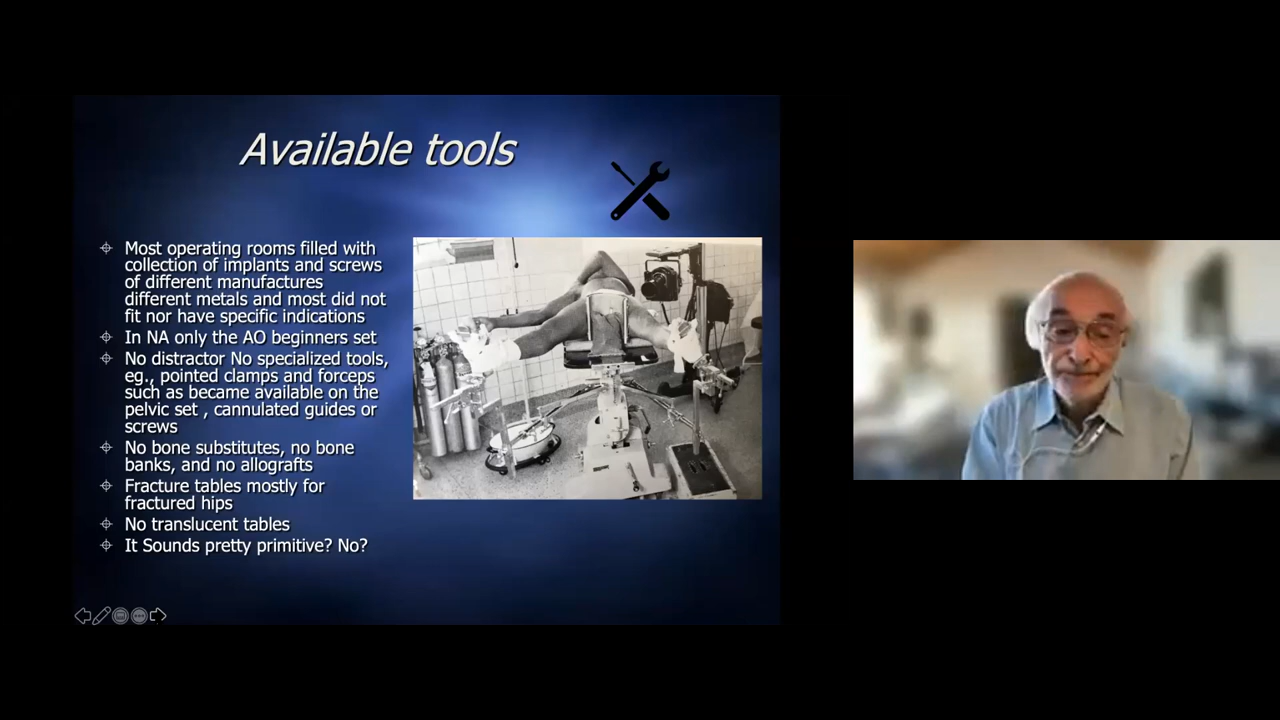 Available tools
Most operating rooms filled with
collection of implants and screws
of different manufactures
different metals and most did not
fit nor have specific indications
In NA only the AO beginners set
No distractor No specialized tools,
eg., pointed clamps and forceps
such as became available on the
pelvic set , cannulated guides or
screws
No bone substitutes, no bone
banks, and no allografts
Fracture tables mostly for
fractured hips
No translucent tables
It Sounds pretty primitive? No?